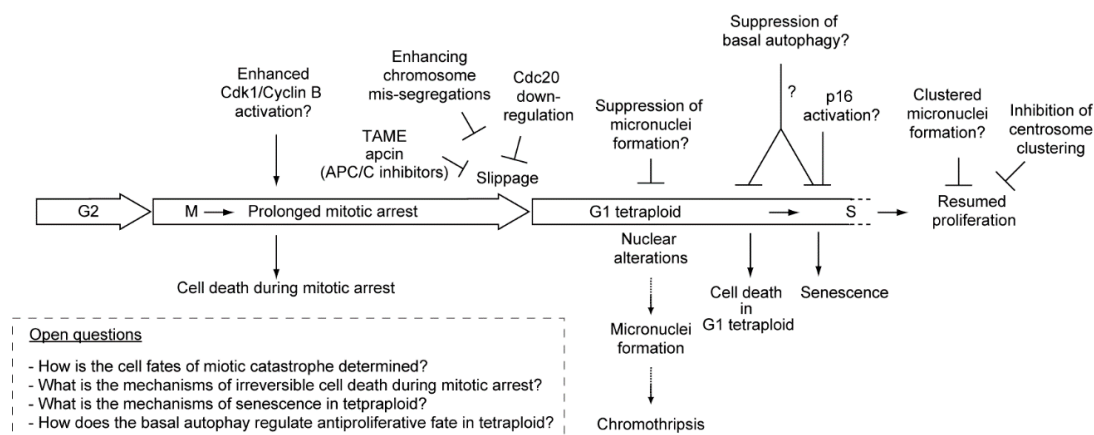 Suppression of
basal autophagy?
Enhancing
chromosome
mis-segregations
Enhanced
Cdk1/Cyclin B
activation?
Cdc20
down-
regulation
?
Suppression of
micronuclei
formation?
p16
activation?
Clustered
micronuclei
formation?
Inhibition of
centrosome
clustering
TAME
apcin
(APC/C inhibitors)
Slippage
G2
M
Prolonged mitotic arrest
G1 tetraploid
S
Resumed
proliferation
Nuclear
alterations
Cell death during mitotic arrest
Cell death
in
G1 tetraploid
Senescence
Micronuclei
formation
Chromothripsis
Open questions
- How is the cell fates of miotic catastrophe determined?
- What is the mechanisms of irreversible cell death during mitotic arrest?
- What is the mechanisms of senescence in tetpraploid?
- How does the basal autophay regulate antiproliferative fate in tetraploid?